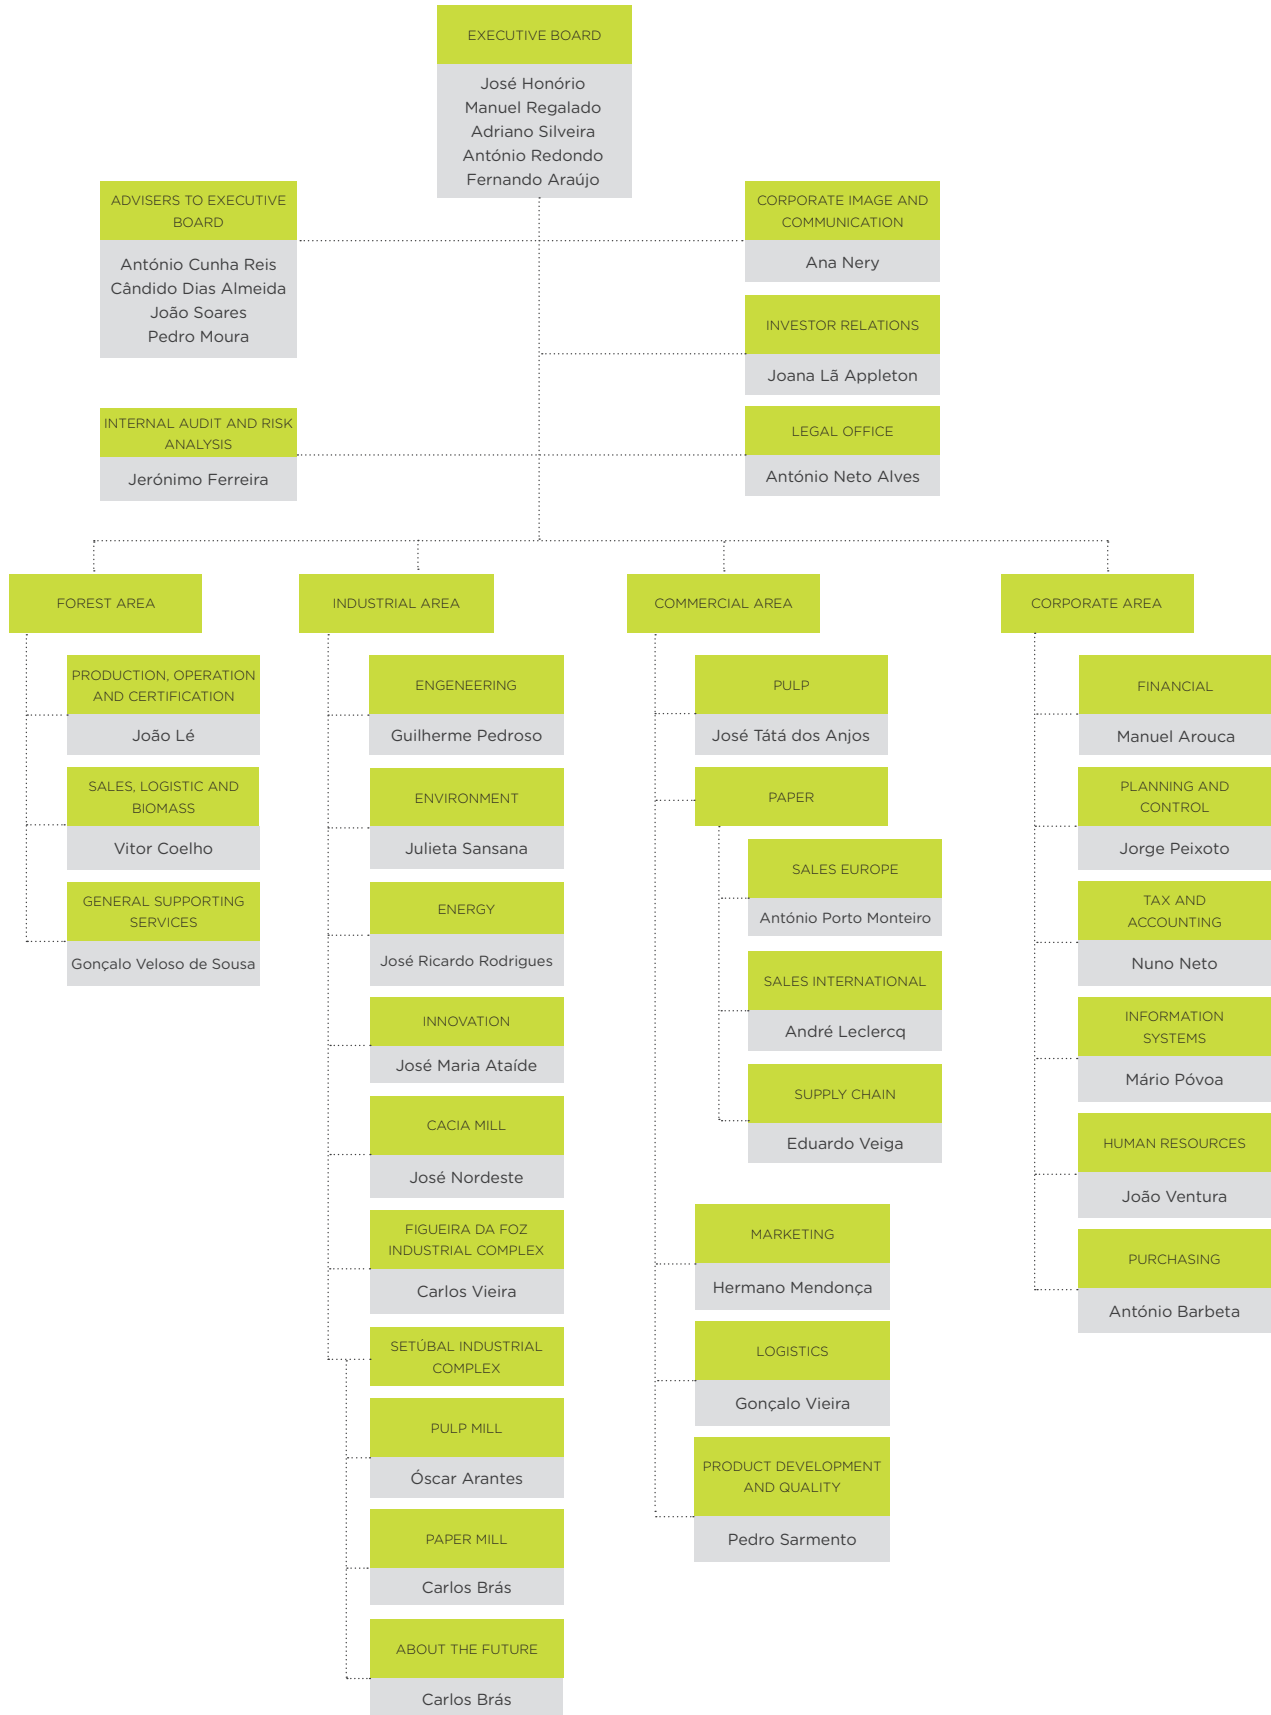 EXECUTIVE BOARD
José Honório
Manuel Regalado
Adriano Silveira
António Redondo
Fernando Araújo
ADVISERS TO EXECUTIVE
BOARD
António Cunha Reis
Cândido Dias Almeida
João Soares
Pedro Moura
CORPORATE IMAGE AND
COMMUNICATION
Ana Nery
INVESTOR RELATIONS
Joana Lã Appleton
INTERNAL AUDIT AND RISK
ANALYSIS
Jerónimo Ferreira
LEGAL OFFICE
António Neto Alves
FOREST AREA
PRODUCTION, OPERATION
AND CERTIFICATION
João Lé
SALES, LOGISTIC AND
BIOMASS
Vitor Coelho
GENERAL SUPPORTING
SERVICES
Gonçalo Veloso de Sousa
INDUSTRIAL AREA
ENGENEERING
Guilherme Pedroso
ENVIRONMENT
Julieta Sansana
ENERGY
José Ricardo Rodrigues
INNOVATION
José Maria Ataíde
CACIA MILL
José Nordeste
FIGUEIRA DA FOZ
INDUSTRIAL COMPLEX
Carlos Vieira
SETÚBAL INDUSTRIAL
COMPLEX
PULP MILL
Óscar Arantes
PAPER MILL
Carlos Brás
ABOUT THE FUTURE
Carlos Brás
COMMERCIAL AREA
PULP
José Tátá dos Anjos
PAPER
SALES EUROPE
António Porto Monteiro
SALES INTERNATIONAL
André Leclercq
SUPPLY CHAIN
Eduardo Veiga
MARKETING
Hermano Mendonça
LOGISTICS
Gonçalo Vieira
PRODUCT DEVELOPMENT
AND QUALITY
Pedro Sarmento
CORPORATE AREA
FINANCIAL
Manuel Arouca
PLANNING AND
CONTROL
Jorge Peixoto
TAX AND
ACCOUNTING
Nuno Neto
INFORMATION
SYSTEMS
Mário Póvoa
HUMAN RESOURCES
João Ventura
PURCHASING
António Barbeta